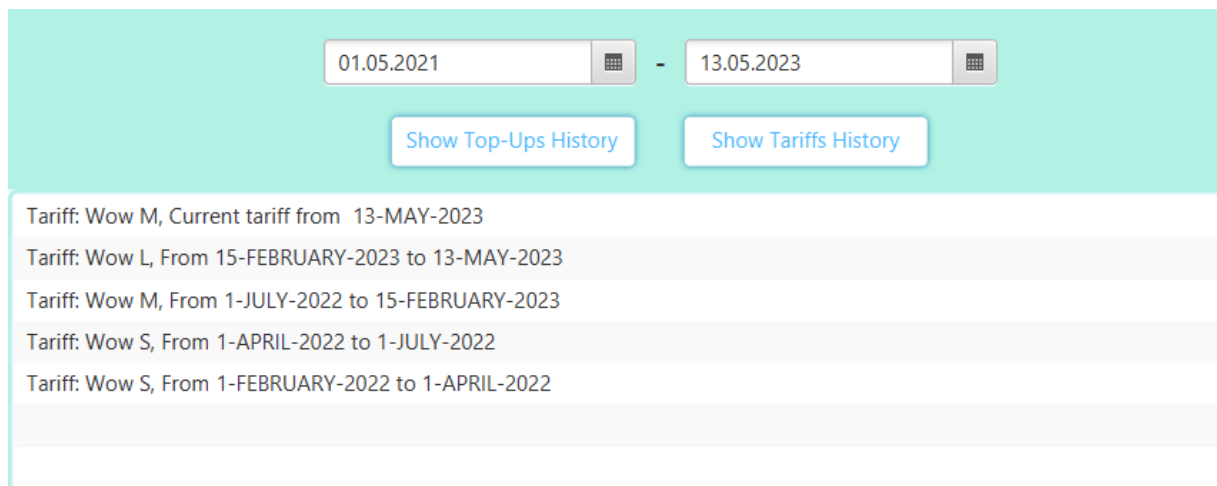 01.05.2021 - 13.05.2023
Show Top-Ups History Show Tariffs History
Tariff: Wow M, Current tariff from  13-MAY-2023
Tariff: Wow L, From 15-FEBRUARY-2023 to 13-MAY-2023
Tariff: Wow M, From 1-JULY-2022 to 15-FEBRUARY-2023
Tariff: Wow S, From 1-APRIL-2022 to 1-JULY-2022
Tariff: Wow S, From 1-FEBRUARY-2022 to 1-APRIL-2022